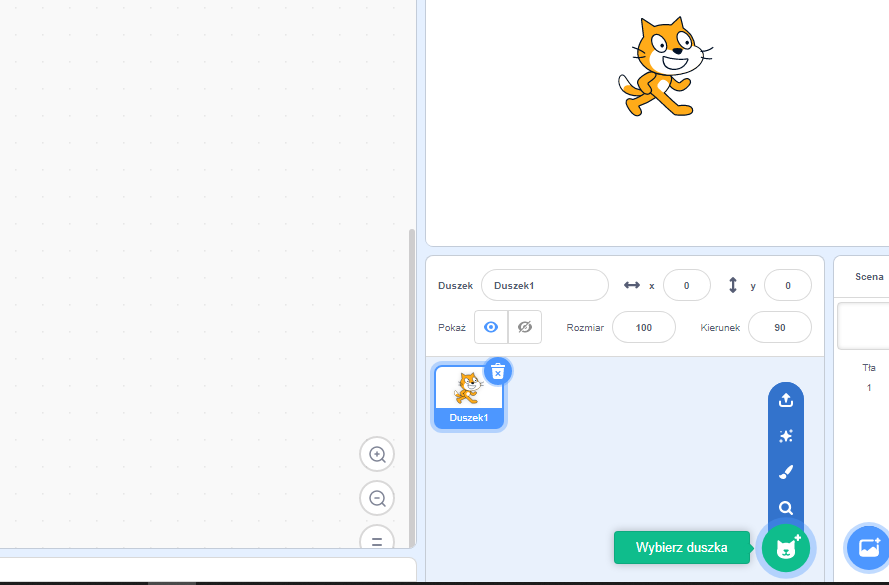 Duszek Duszek1 x 0 y 0
Scena
Pokaż Rozmiar 100 Kierunek 90
Tła
1
Duszek1
Wybierz duszka